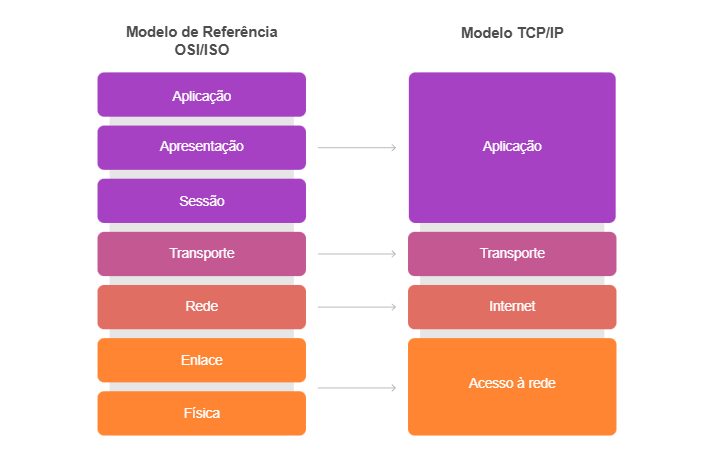 Modelo de Referência
OSI/ISO
Aplicação
Apresentação
Sessão
Transporte
Rede
Enlace
Física
Modelo TCP/IP
Aplicação
Transporte
Internet
Acesso à rede